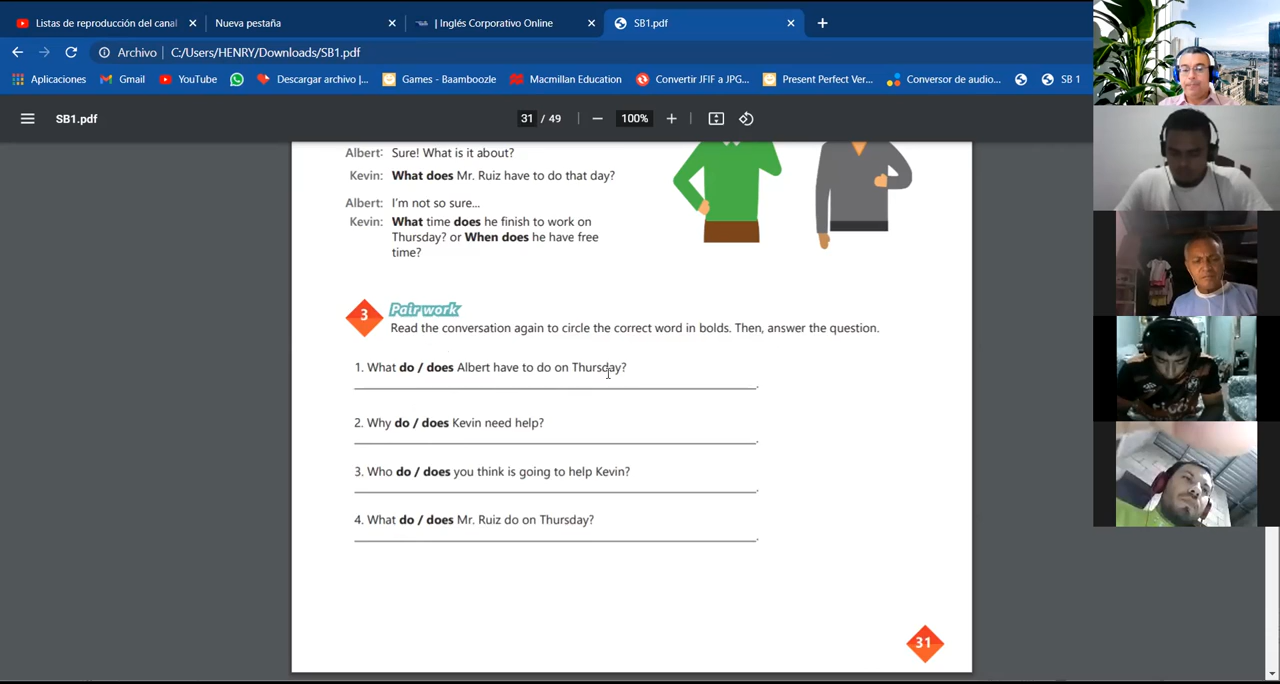 Listas de reproducción del canal
Nueva pestaña
| Inglés Corporativo Online
SB1.pdf
Archivo
C:/Users/HENRY/Downloads/SB1.pdf
Aplicaciones
Gmail
YouTube
Descargar archivo |...
Games - Baamboozle
Macmillan Education
Convertir JFIF a JPG...
Present Perfect Ver...
Conversor de audio...
SB 1
SB1.pdf
31 / 49
100%
Albert: Sure! What is it about?
Kevin: What does Mr. Ruiz have to do that day?
Albert: I'm not so sure...
Kevin: What time does he finish to work on
Thursday? or When does he have free
time?
3
Pair work
Read the conversation again to circle the correct word in bolds. Then, answer the question.
1. What do / does Albert have to do on Thursday?
2. Why do / does Kevin need help?
3. Who do / does you think is going to help Kevin?
4. What do / does Mr. Ruiz do on Thursday?
31